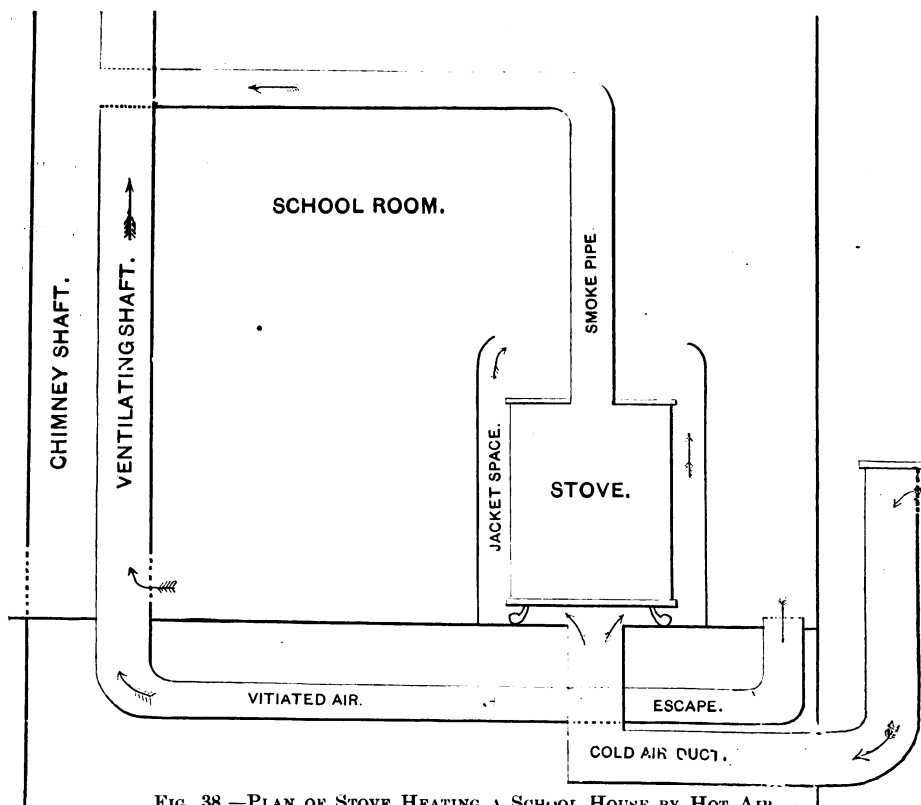 SCHOOL ROOM.
CHIMNEY SHAFT.
VENTILATING SHAFT.
SMOKE PIPE
JACKET SPACE.
STOVE.
VITIATED AIR.
ESCAPE.
COLD AIR DUCT.
FIG. 38.—PLAN OF STOVE HEATING A SCHOOL HOUSE BY HOT AIR